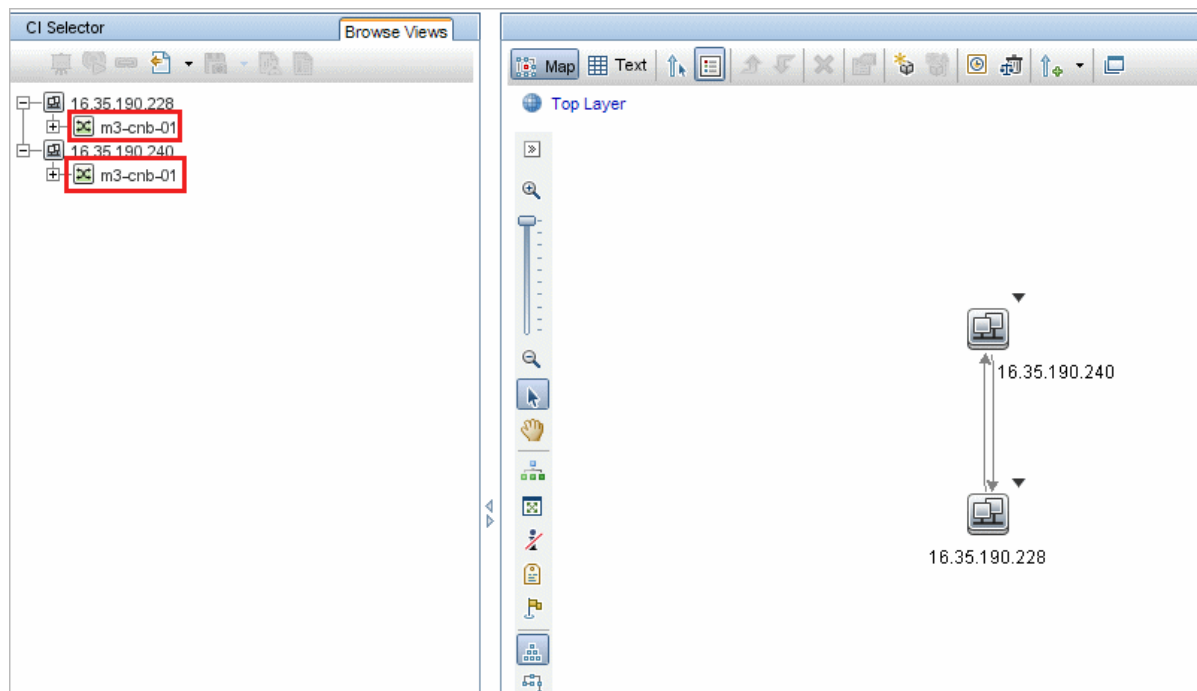 CI Selector
Browse Views
16.35.190.228
m3-cnb-01
16.35.190.240
m3-cnb-01
Map Text
Top Layer
16.35.190.240
16.35.190.228